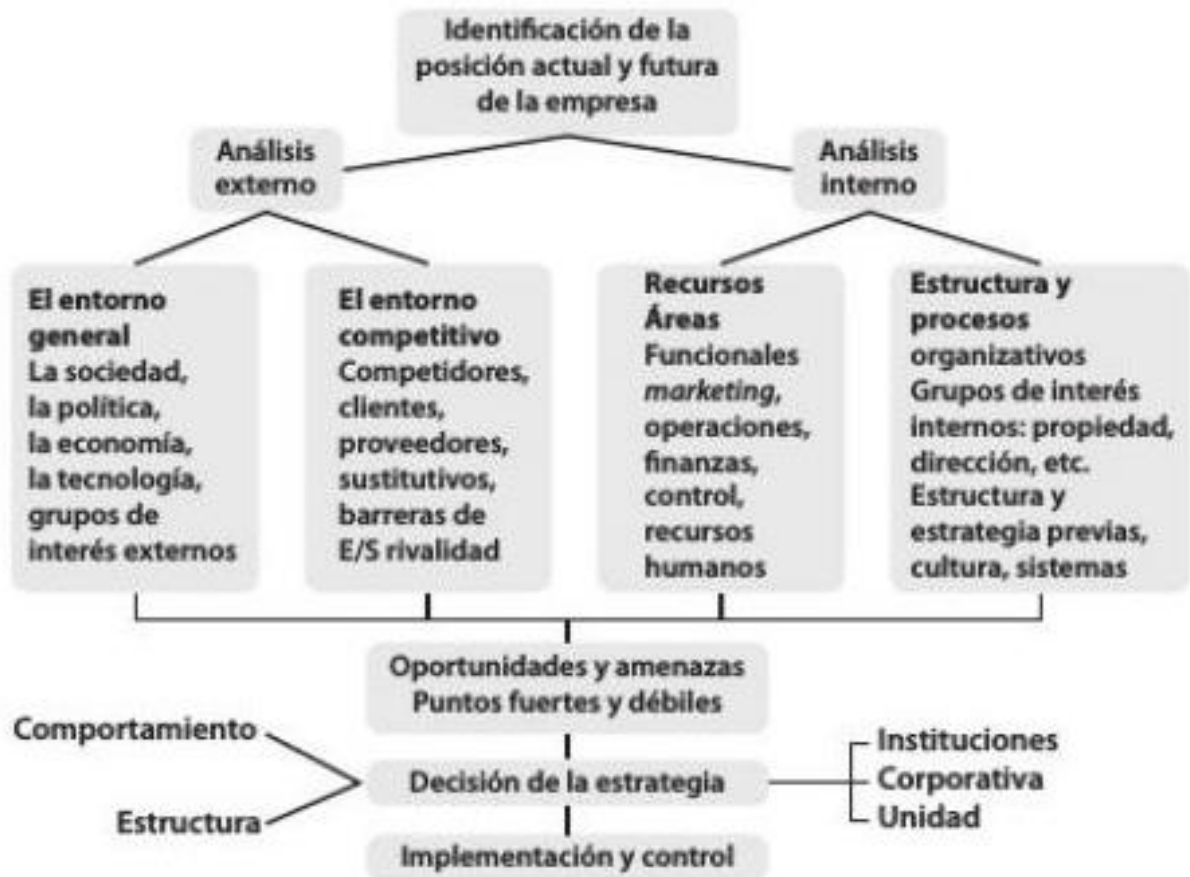 Identificación de la
posición actual y futura
de la empresa
Análisis
externo
Análisis
interno
El entorno
general
La sociedad,
la política,
la economía,
la tecnología,
grupos de
interés externos
El entorno
competitivo
Competidores,
clientes,
proveedores,
sustitutivos,
barreras de
E/S rivalidad
Recursos
Áreas
Funcionales
marketing,
operaciones,
finanzas,
control,
recursos
humanos
Estructura y
procesos
organizativos
Grupos de interés
internos: propiedad,
dirección, etc.
Estructura y
estrategia previas,
cultura, sistemas
Oportunidades y amenazas
Puntos fuertes y débiles
Comportamiento
Estructura
Decisión de la estrategia
Instituciones
Corporativa
Unidad
Implementación y control